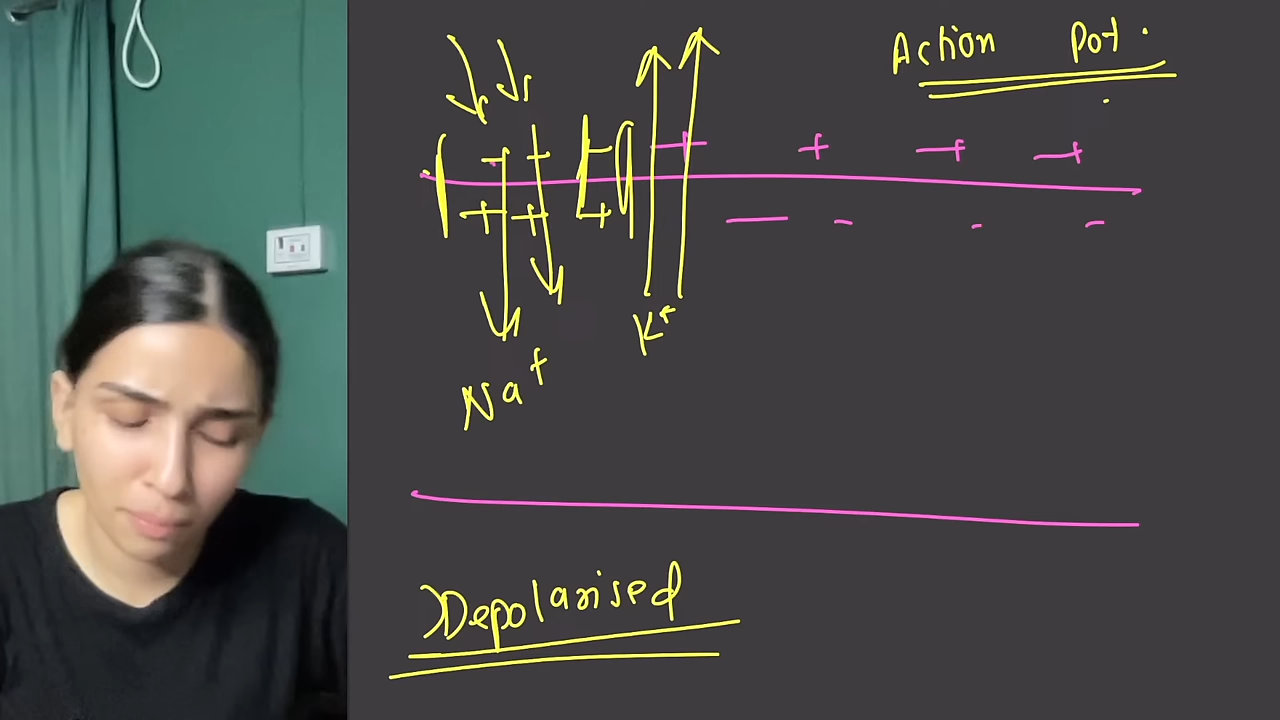 Action Pot.
K+
Na+
Depolarised